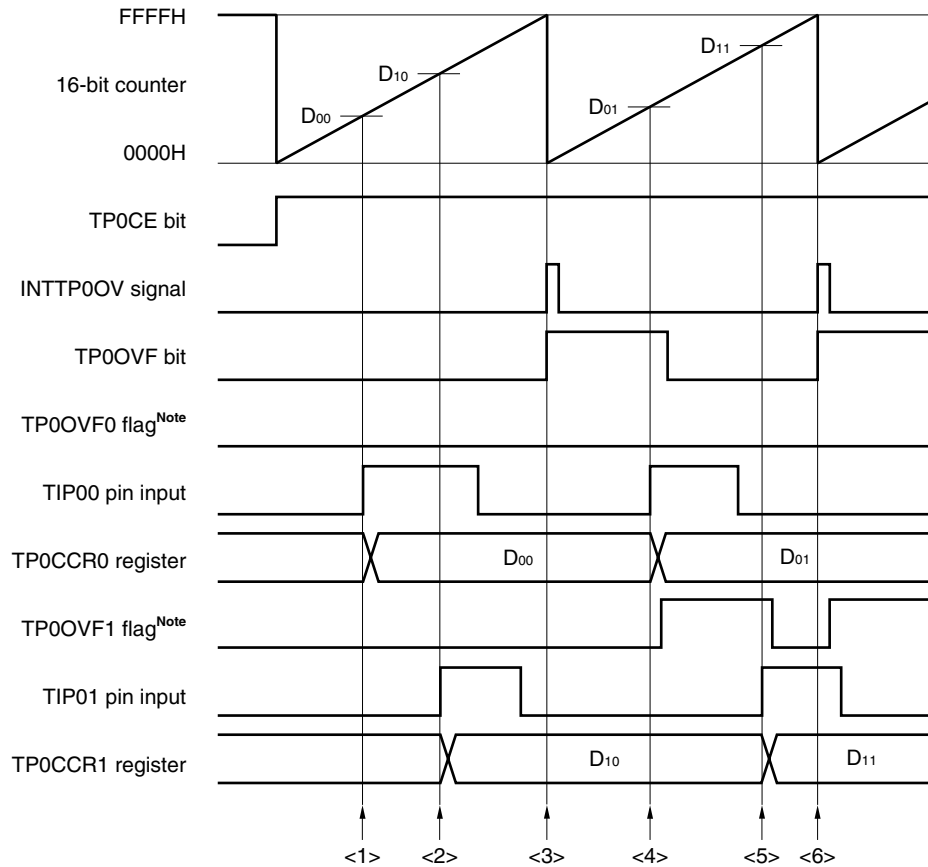 FFFFH
D11
D10
16-bit counter
D01
D00
0000H
TP0CE bit
INTTP0OV signal
TP0OVF bit
TP0OVF0 flagNote
TIP00 pin input
TP0CCR0 register
D00
D01
TP0OVF1 flagNote
TIP01 pin input
TP0CCR1 register
D10
D11
<1>
<2>
<3>
<4>
<5>
<6>